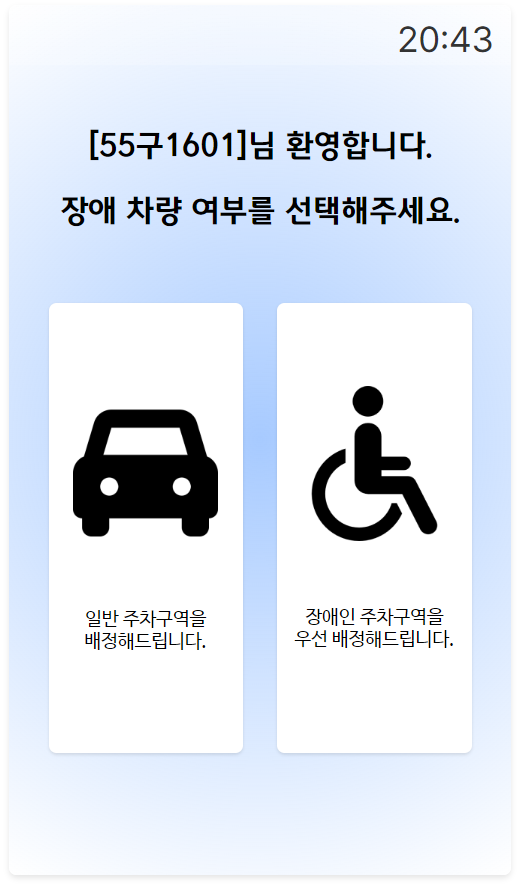 20:43
[55구1601]님 환영합니다.
장애 차량 여부를 선택해주세요.
일반 주차구역을
배정해드립니다.
장애인 주차구역을
우선 배정해드립니다.